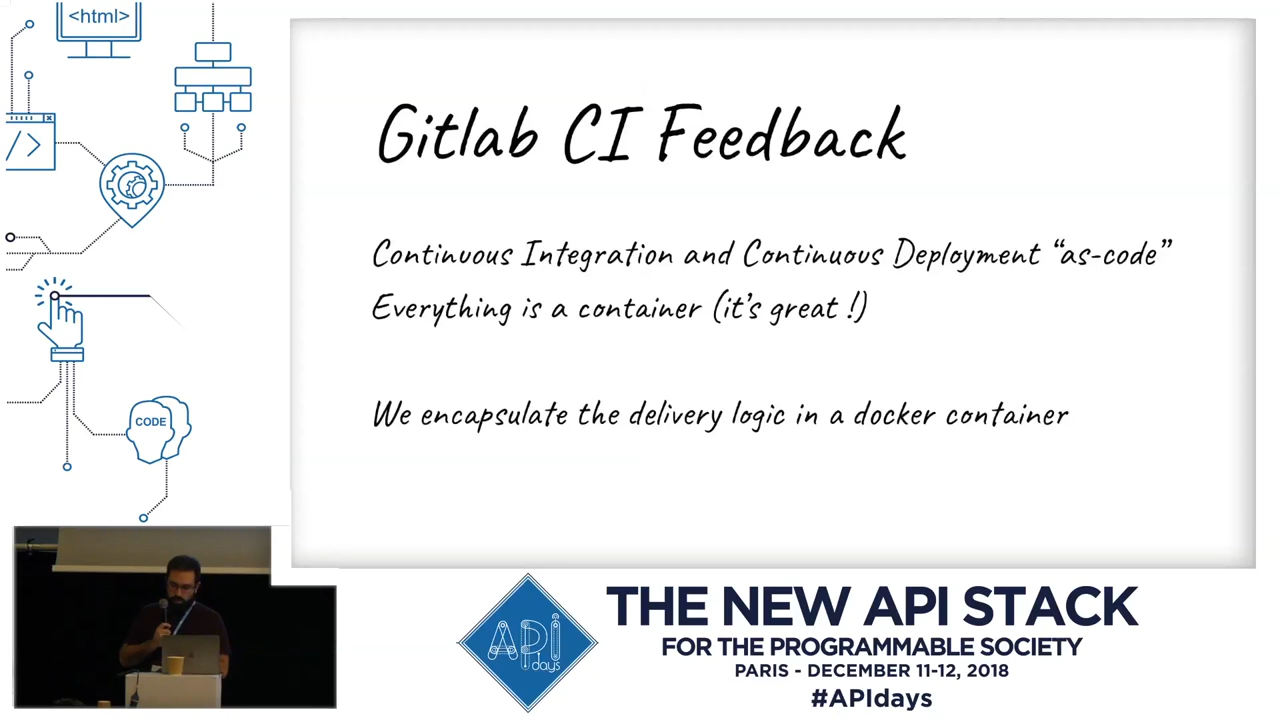 <html>
</>
CODE
Gitlab CI Feedback
Continuous Integration and Continuous Deployment “as-code”
Everything is a container (it’s great !)
We encapsulate the delivery logic in a docker container
API
days
THE NEW API STACK
FOR THE PROGRAMMABLE SOCIETY
PARIS - DECEMBER 11-12, 2018
#APIdays